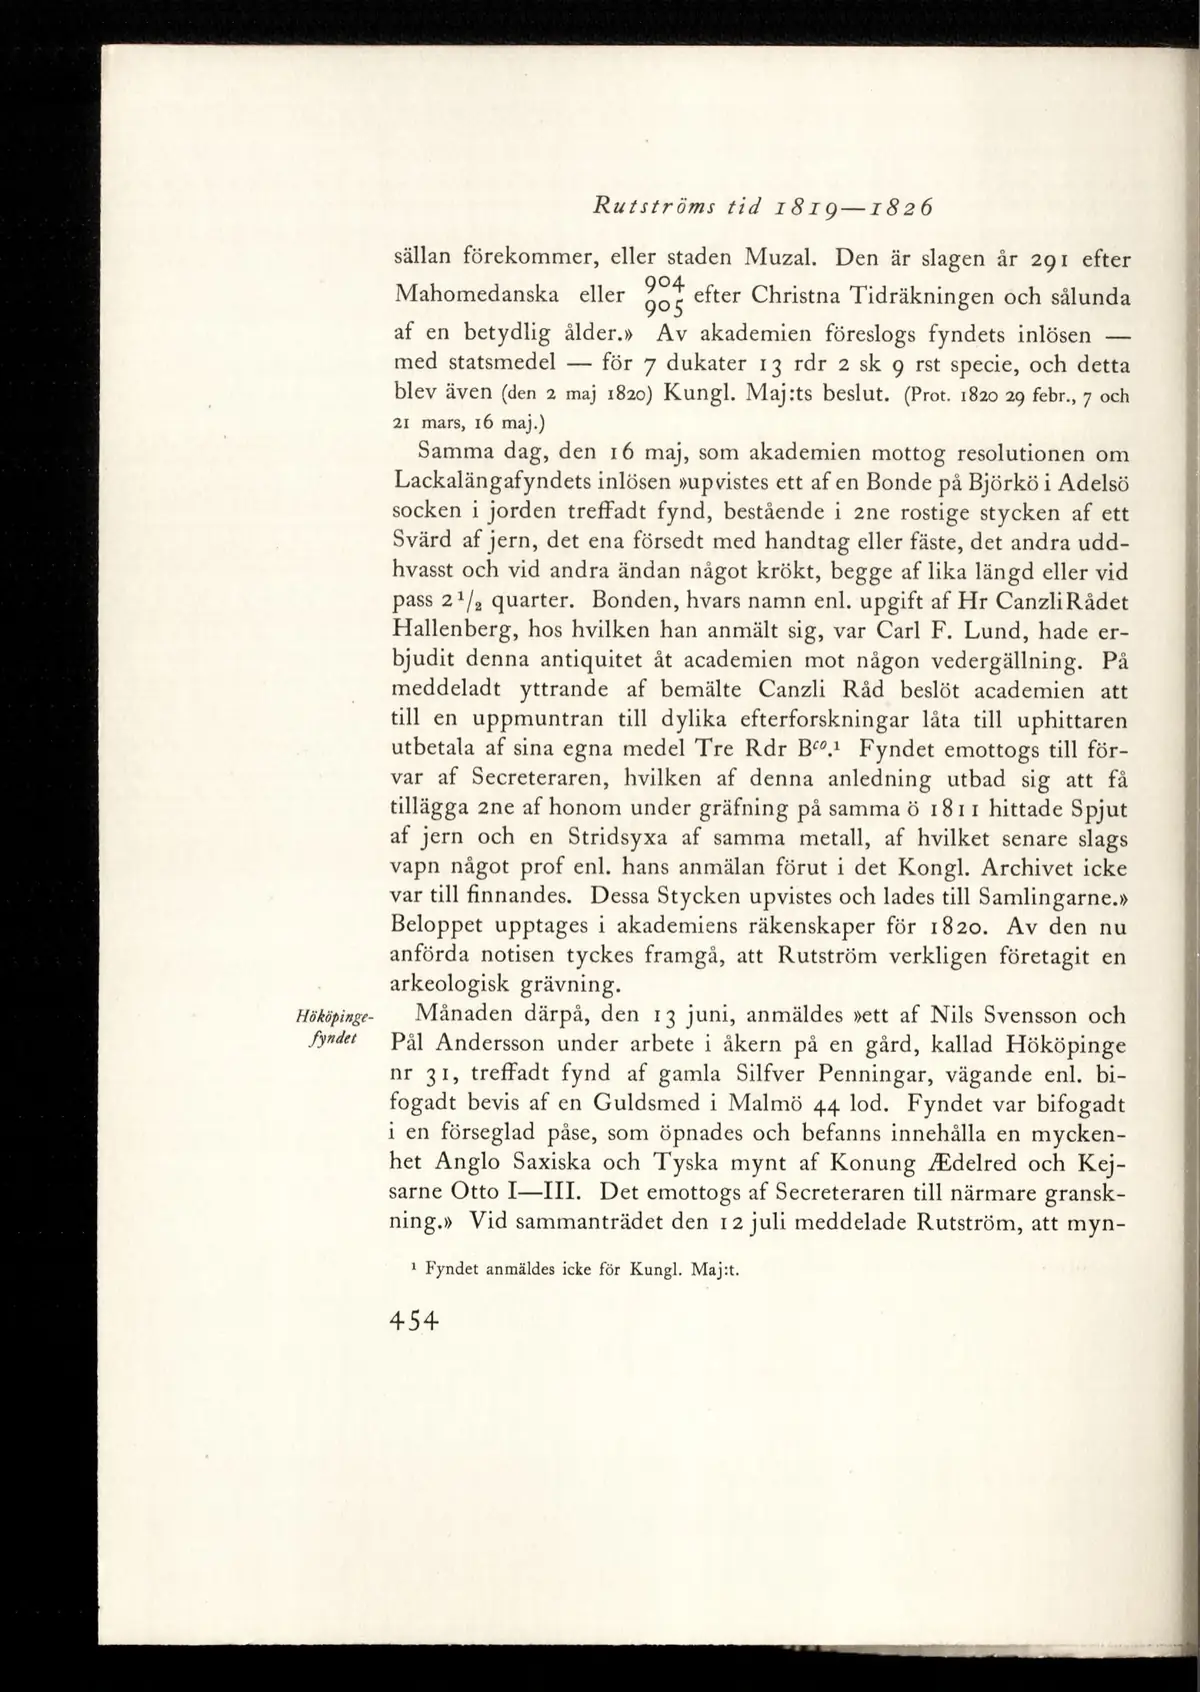 Rutströms tid 1819—1826
sällan förekommer, eller staden Muzal. Den är slagen år 291 efter
Mahomedanska eller 904/905 efter Christna Tidräkningen och sålunda
af en betydlig ålder.» Av akademien föreslogs fyndets inlösen —
med statsmedel — för 7 dukater 13 rdr 2 sk 9 rst specie, och detta
blev även (den 2 maj 1820) Kungl. Maj:ts beslut. (Prot. 1820 29 febr., 7 och
21 mars, 16 maj.)
Samma dag, den 16 maj, som akademien mottog resolutionen om
Lackalängafyndets inlösen »upvistes ett af en Bonde på Björkö i Adelsö
socken i jorden treffadt fynd, bestående i 2ne rostige stycken af ett
Svärd af jern, det ena försedt med handtag eller fäste, det andra udd-
hvasst och vid andra ändan något krökt, begge af lika längd eller vid
pass 2¹/₂ quarter. Bonden, hvars namn enl. upgift af Hr CanzliRådet
Hallenberg, hos hvilken han anmält sig, var Carl F. Lund, hade er-
bjudit denna antiquitet åt academien mot någon vedergällning. På
meddeladt yttrande af bemälte Canzli Råd beslöt academien att
till en uppmuntran till dylika efterforskningar låta till uphittaren
utbetala af sina egna medel Tre Rdr Bco.¹ Fyndet emottogs till för-
var af Secreteraren, hvilken af denna anledning utbad sig att få
tillägga 2ne af honom under gräfning på samma ö 1811 hittade Spjut
af jern och en Stridsyxa af samma metall, af hvilket senare slags
vapn något prof enl. hans anmälan förut i det Kongl. Archivet icke
var till finnandes. Dessa Stycken upvistes och lades till Samlingarne.»
Beloppet upptages i akademiens räkenskaper för 1820. Av den nu
anförda notisen tyckes framgå, att Rutström verkligen företagit en
arkeologisk grävning.
Hököpinge-
fyndet
Månaden därpå, den 13 juni, anmäldes »ett af Nils Svensson och
Pål Andersson under arbete i åkern på en gård, kallad Hököpinge
nr 31, treffadt fynd af gamla Silfver Penningar, vägande enl. bi-
fogadt bevis af en Guldsmed i Malmö 44 lod. Fyndet var bifogadt
i en förseglad påse, som öpnades och befanns innehålla en mycken-
het Anglo Saxiska och Tyska mynt af Konung Ædelred och Kej-
sarne Otto I—III. Det emottogs af Secreteraren till närmare gransk-
ning.» Vid sammanträdet den 12 juli meddelade Rutström, att myn-
¹ Fyndet anmäldes icke för Kungl. Maj:t.
454